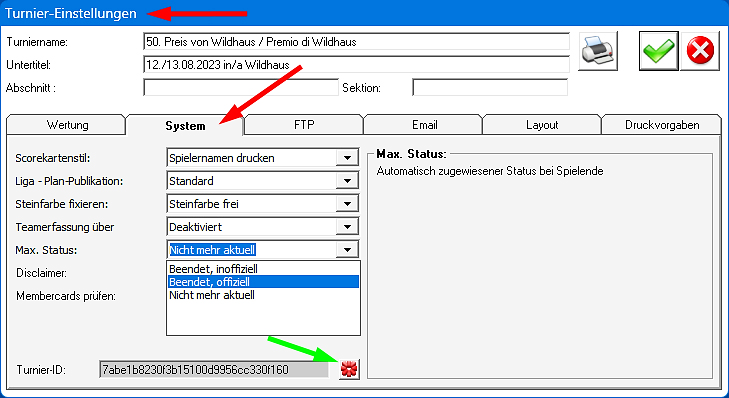 Turnier-Einstellungen
Turniername: 50. Preis von Wildhaus / Premio di Wildhaus
Untertitel: 12./13.08.2023 in/a Wildhaus
Abschnitt : Sektion:
Wertung System FTP Email Layout Druckvorgaben
Scorekartenstil: Spielernamen drucken
Liga - Plan-Publikation: Standard
Steinfarbe fixieren: Steinfarbe frei
Teamerfassung über Deaktiviert
Max. Status: Nicht mehr aktuell
Disclaimer:
Membercards prüfen:
Beendet, inoffiziell
Beendet, offiziell
Nicht mehr aktuell
Turnier-ID: 7abe1b8230f3b15100d9956cc330f160
Max. Status:
Automatisch zugewiesener Status bei Spielende